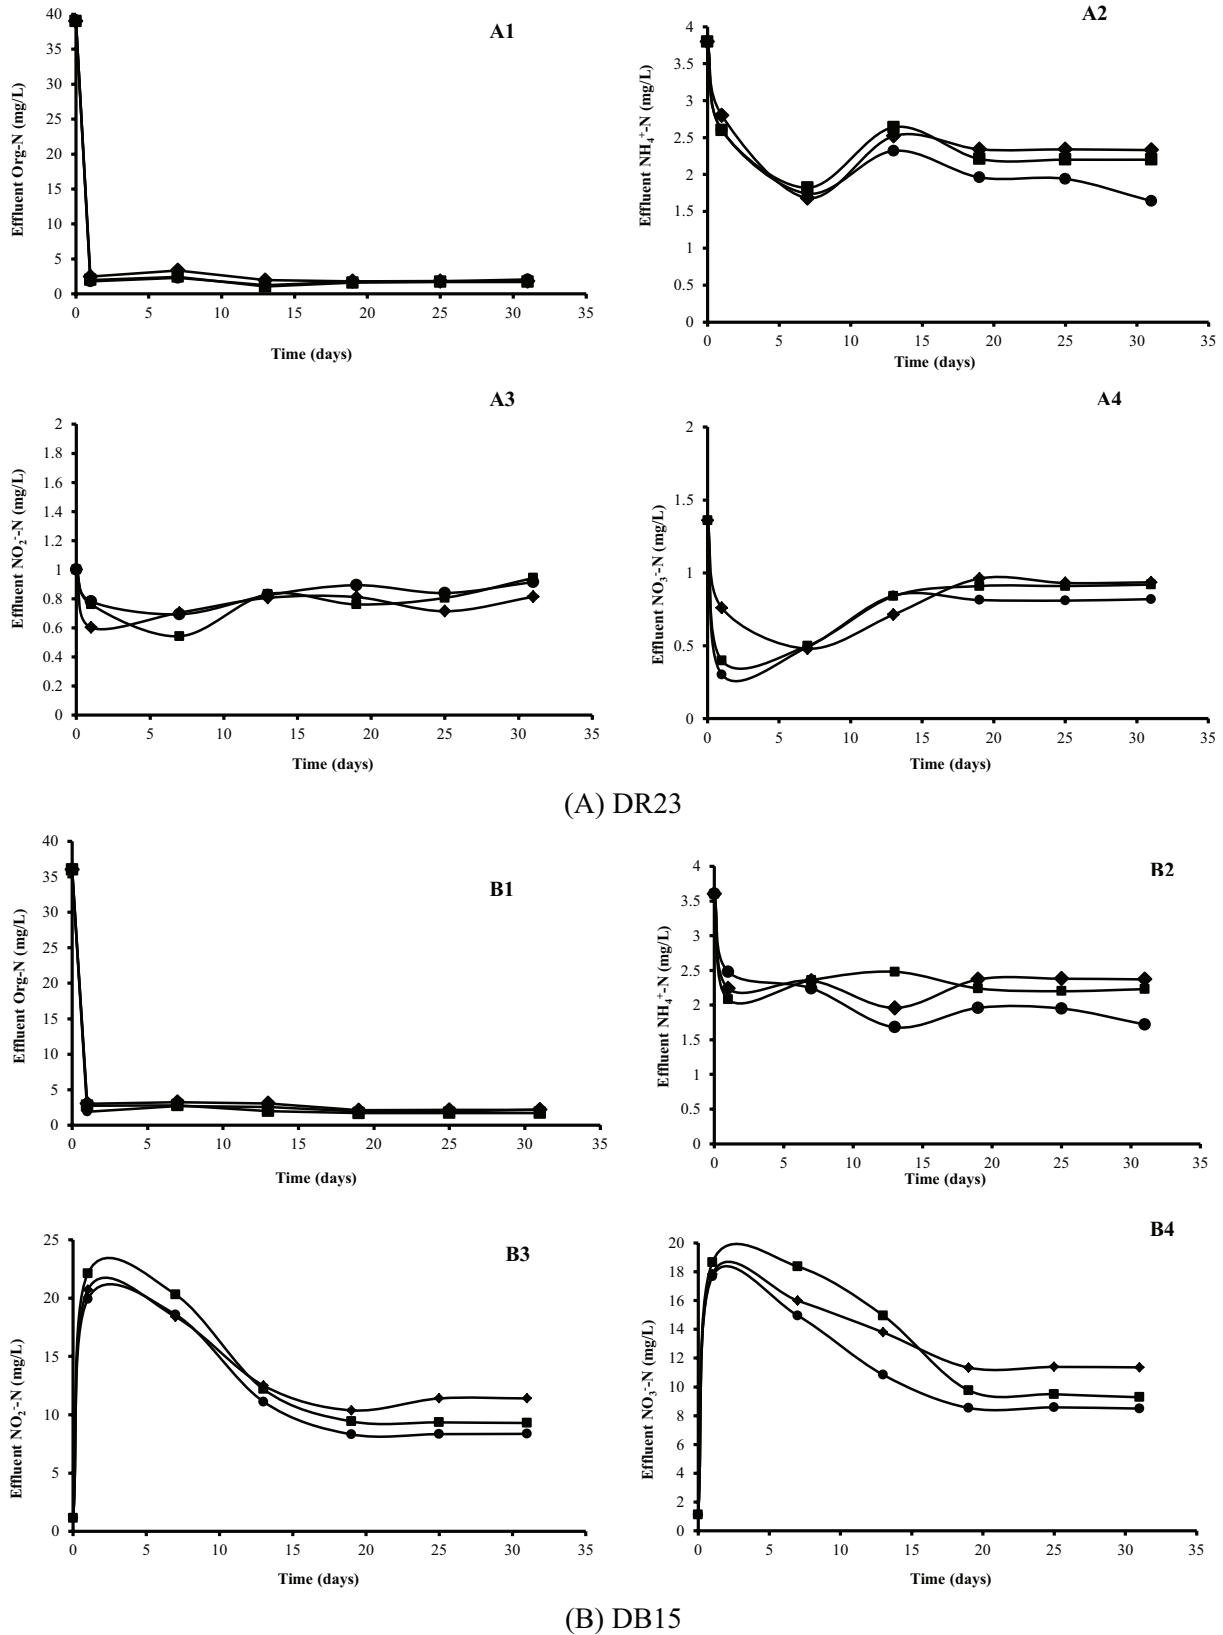 A1
Effluent Org-N (mg/L)
40
35
30
25
20
15
10
5
0
0 5 10 15 20 25 30 35
Time (days)
A2
Effluent NH₄⁺-N (mg/L)
4
3.5
3
2.5
2
1.5
1
0.5
0
0 5 10 15 20 25 30 35
Time (days)
A3
Effluent NO₂⁻-N (mg/L)
2
1.8
1.6
1.4
1.2
1
0.8
0.6
0.4
0.2
0
0 5 10 15 20 25 30 35
Time (days)
A4
Effluent NO₃⁻-N (mg/L)
2
1.5
1
0.5
0
0 5 10 15 20 25 30 35
Time (days)
(A) DR23
B1
Effluent Org-N (mg/L)
40
35
30
25
20
15
10
5
0
0 5 10 15 20 25 30 35
Time (days)
B2
Effluent NH₄⁺-N (mg/L)
4
3.5
3
2.5
2
1.5
1
0.5
0
0 5 10 15 20 25 30 35
Time (days)
B3
Effluent NO₂⁻-N (mg/L)
25
20
15
10
5
0
0 5 10 15 20 25 30 35
Time (days)
B4
Effluent NO₃⁻-N (mg/L)
20
18
16
14
12
10
8
6
4
2
0
0 5 10 15 20 25 30 35
Time (days)
(B) DB15